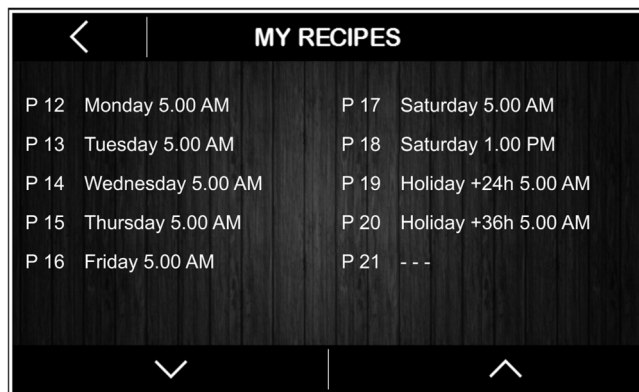 MY RECIPES
P 12 Monday 5.00 AM
P 13 Tuesday 5.00 AM
P 14 Wednesday 5.00 AM
P 15 Thursday 5.00 AM
P 16 Friday 5.00 AM
P 17 Saturday 5.00 AM
P 18 Saturday 1.00 PM
P 19 Holiday +24h 5.00 AM
P 20 Holiday +36h 5.00 AM
P 21 - - -